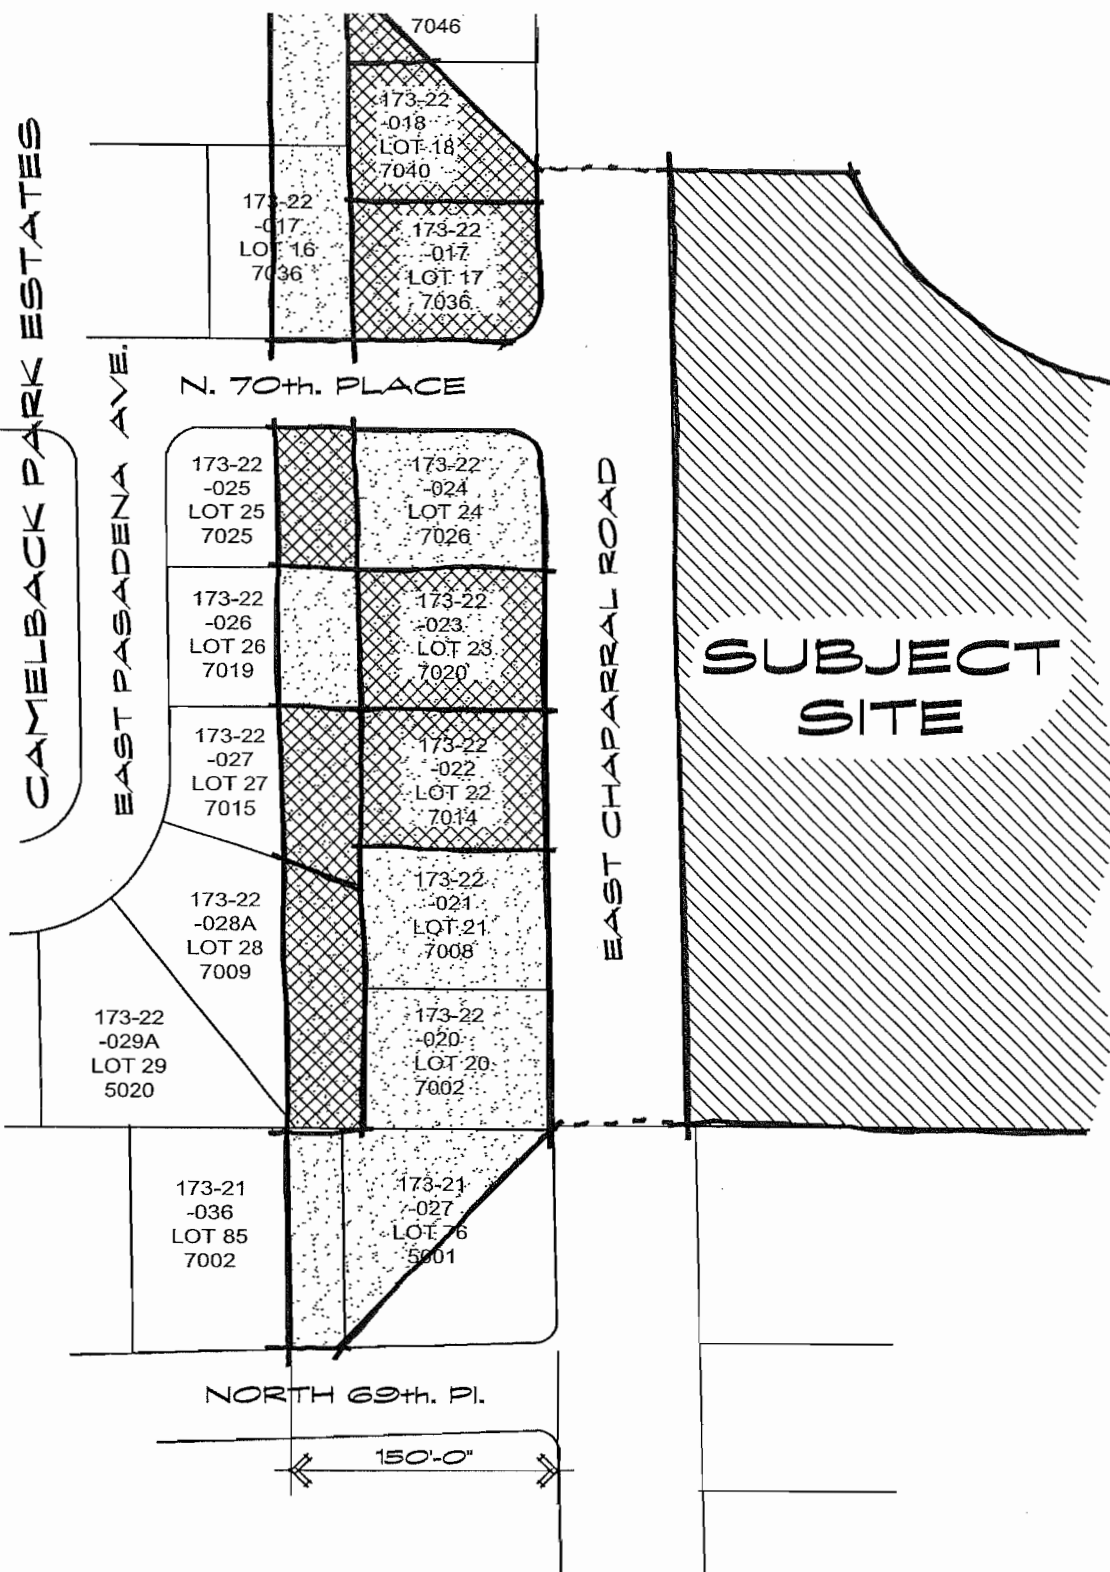 7046
173-22
-018
LOT 18
7040
173-22
-017
LOT 16
7036
173-22
-017
LOT 17
7036
CAMELBACK PARK ESTATES
EAST PASADENA AVE.
N. 70th. PLACE
173-22
-025
LOT 25
7025
173-22
-024
LOT 24
7026
173-22
-026
LOT 26
7019
173-22
-023
LOT 23
7020
EAST CHAPARRAL ROAD
SUBJECT
SITE
173-22
-027
LOT 27
7015
173-22
-022
LOT 22
7014
173-22
-028A
LOT 28
7009
173-22
-021
LOT 21
7008
173-22
-029A
LOT 29
5020
173-22
-020
LOT 20
7002
173-21
-036
LOT 85
7002
173-21
-027
LOT 76
5001
NORTH 69th. Pl.
150'-0"